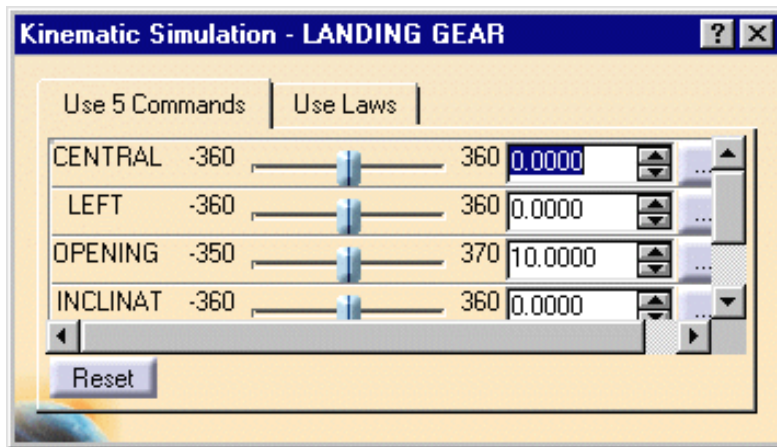 Kinematic Simulation - LANDING GEAR ? ×
Use 5 Commands Use Laws
CENTRAL -360 360 0.0000 ...
LEFT -360 360 0.0000 ...
OPENING -350 370 10.0000 ...
INCLINAT -360 360 0.0000 ...
Reset